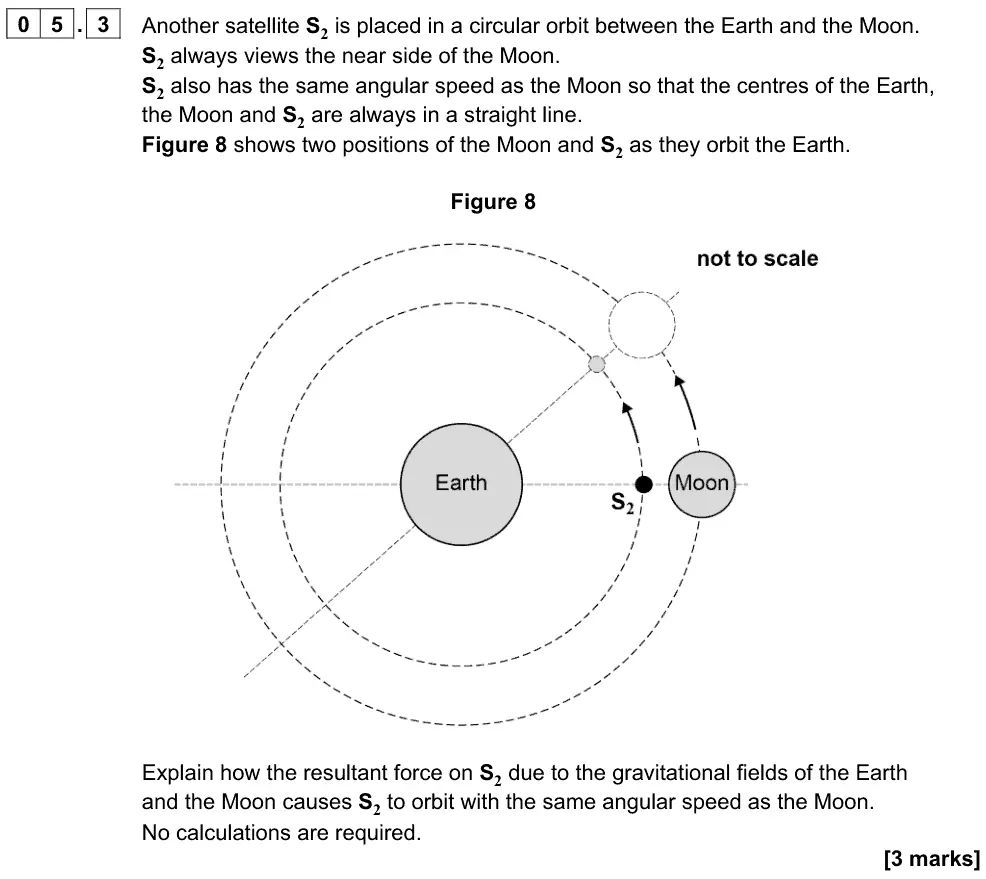 05.3 Another satellite S₂ is placed in a circular orbit between the Earth and the Moon.
S₂ always views the near side of the Moon.
S₂ also has the same angular speed as the Moon so that the centres of the Earth,
the Moon and S₂ are always in a straight line.
Figure 8 shows two positions of the Moon and S₂ as they orbit the Earth.
Figure 8
not to scale
Earth
S₂
Moon
Explain how the resultant force on S₂ due to the gravitational fields of the Earth
and the Moon causes S₂ to orbit with the same angular speed as the Moon.
No calculations are required.
[3 marks]